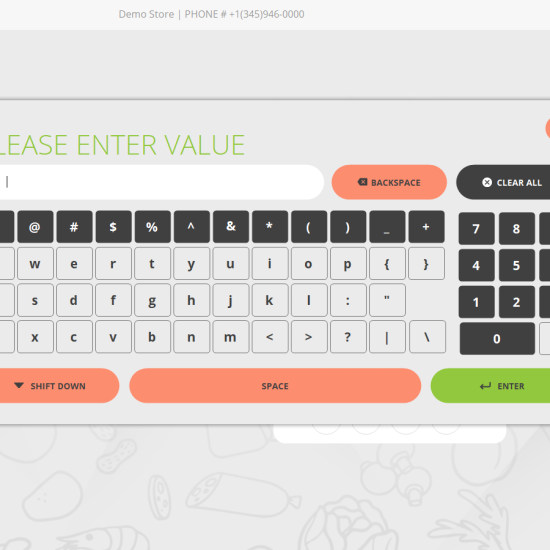 Demo Store | PHONE # +1(345)946-0000
LEASE ENTER VALUE
BACKSPACE CLEAR ALL
@ # $ % ^ & * ( ) _ + 7 8
w e r t y u i o p { } 4 5
s d f g h j k l : " 1 2
x c v b n m < > ? | \ 0
SHIFT DOWN SPACE ENTER